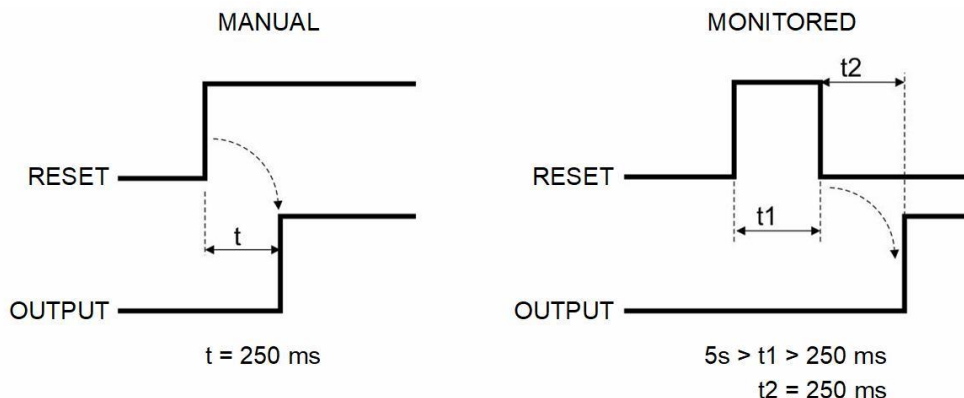 MANUAL
RESET
t
OUTPUT
t = 250 ms
MONITORED
t2
RESET
t1
OUTPUT
5s > t1 > 250 ms
t2 = 250 ms